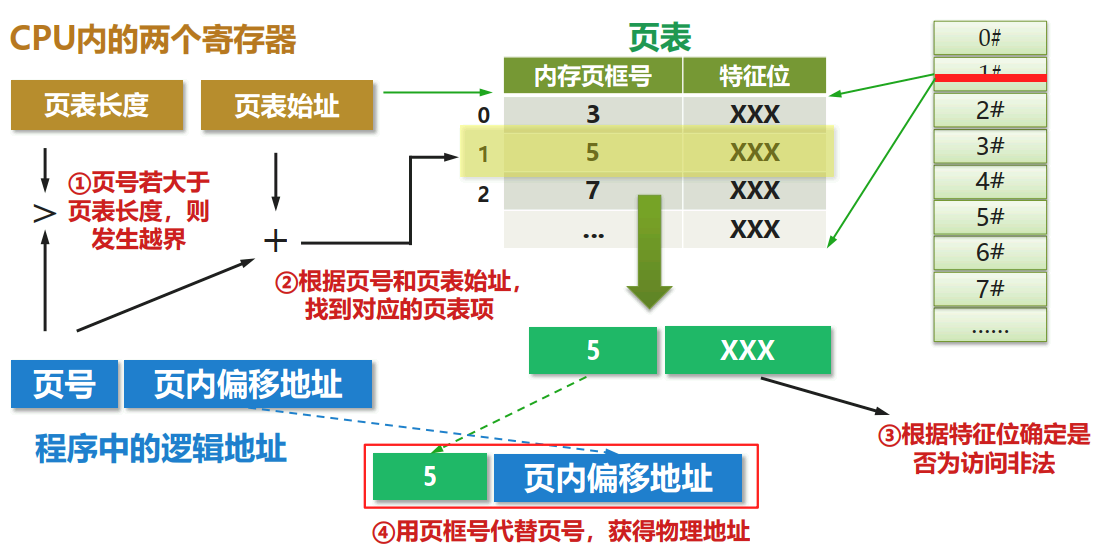 CPU内的两个寄存器
页表长度
页表始址
①页号若大于
页表长度，则
发生越界
>
+
②根据页号和页表始址，
找到对应的页表项
页号
页内偏移地址
程序中的逻辑地址
页表
内存页框号 特征位
0 3 XXX
1 5 XXX
2 7 XXX
... XXX
5 XXX
③根据特征位确定是
否为访问非法
5 页内偏移地址
④用页框号代替页号，获得物理地址
0#
1#
2#
3#
4#
5#
6#
7#
……